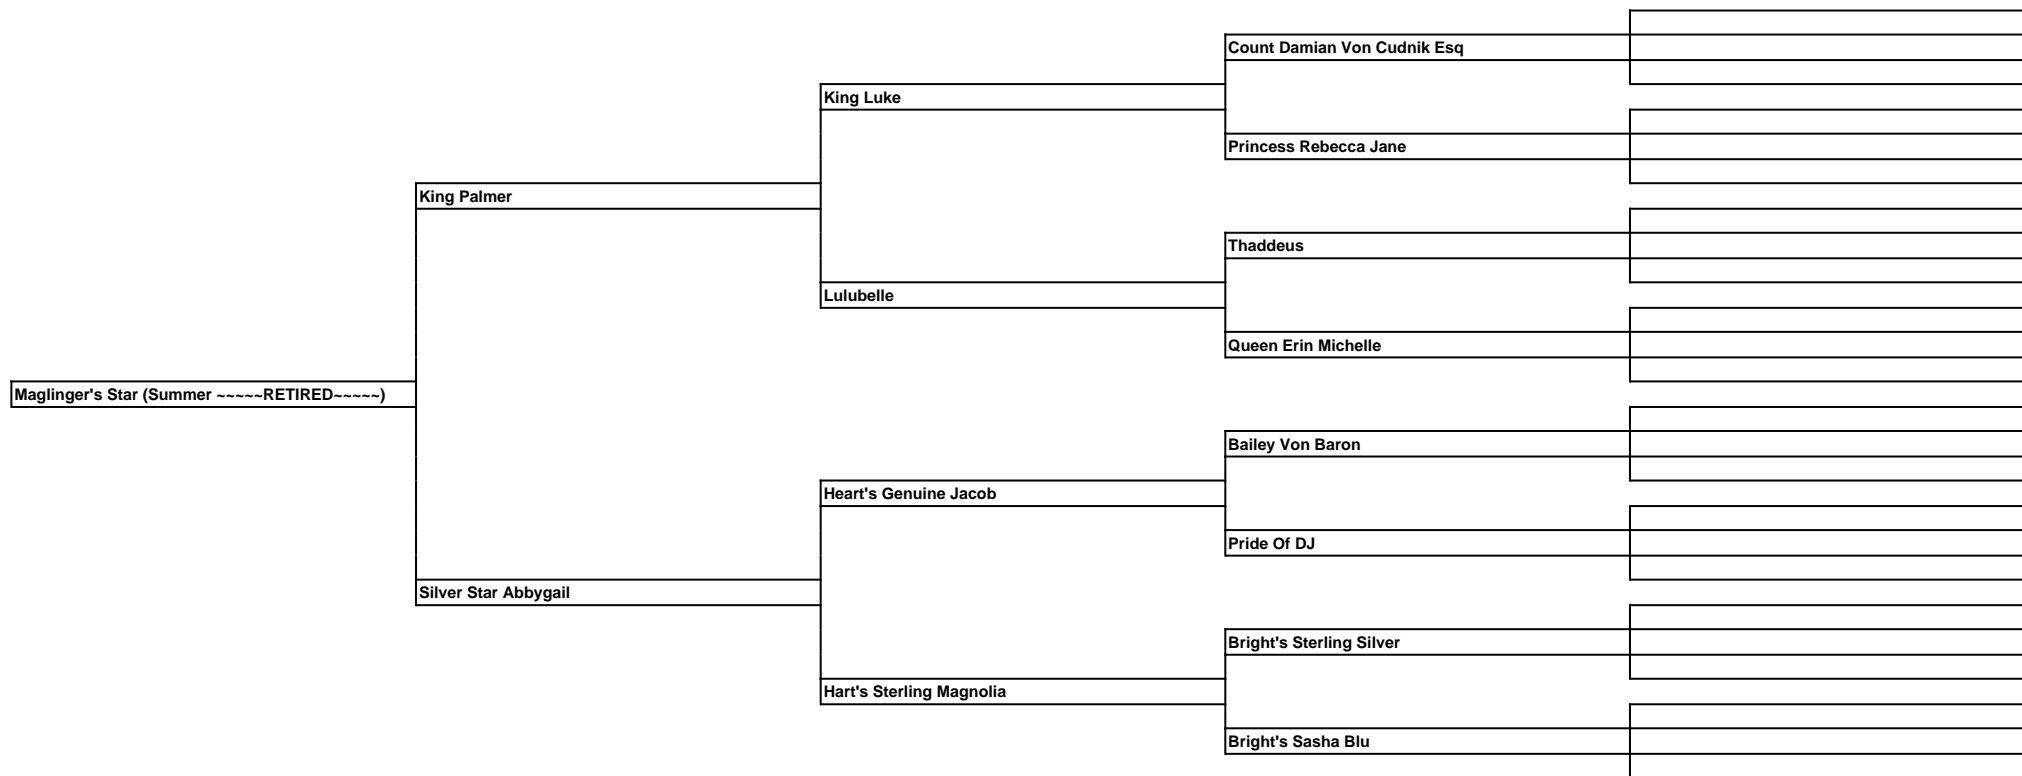 Count Damian Von Cudnik Esq
King Luke
Princess Rebecca Jane
King Palmer
Thaddeus
Lulubelle
Queen Erin Michelle
Maglinger's Star (Summer ~~~~~RETIRED~~~~~)
Bailey Von Baron
Heart's Genuine Jacob
Pride Of DJ
Silver Star Abbygail
Bright's Sterling Silver
Hart's Sterling Magnolia
Bright's Sasha Blu